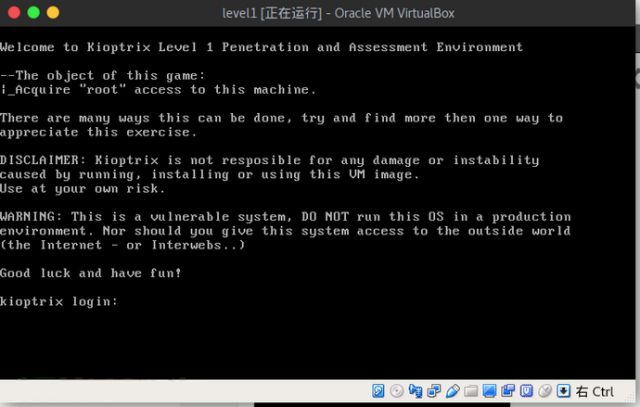 level1 [正在运行] - Oracle VM VirtualBox
Welcome to Kioptrix Level 1 Penetration and Assessment Environment
--The object of this game:
|_Acquire "root" access to this machine.
There are many ways this can be done, try and find more then one way to
appreciate this exercise.
DISCLAIMER: Kioptrix is not resposible for any damage or instability
caused by running, installing or using this VM image.
Use at your own risk.
WARNING: This is a vulnerable system, DO NOT run this OS in a production
environment. Nor should you give this system access to the outside world
(the Internet - or Interwebs..)
Good luck and have fun!
kioptrix login:
右 Ctrl